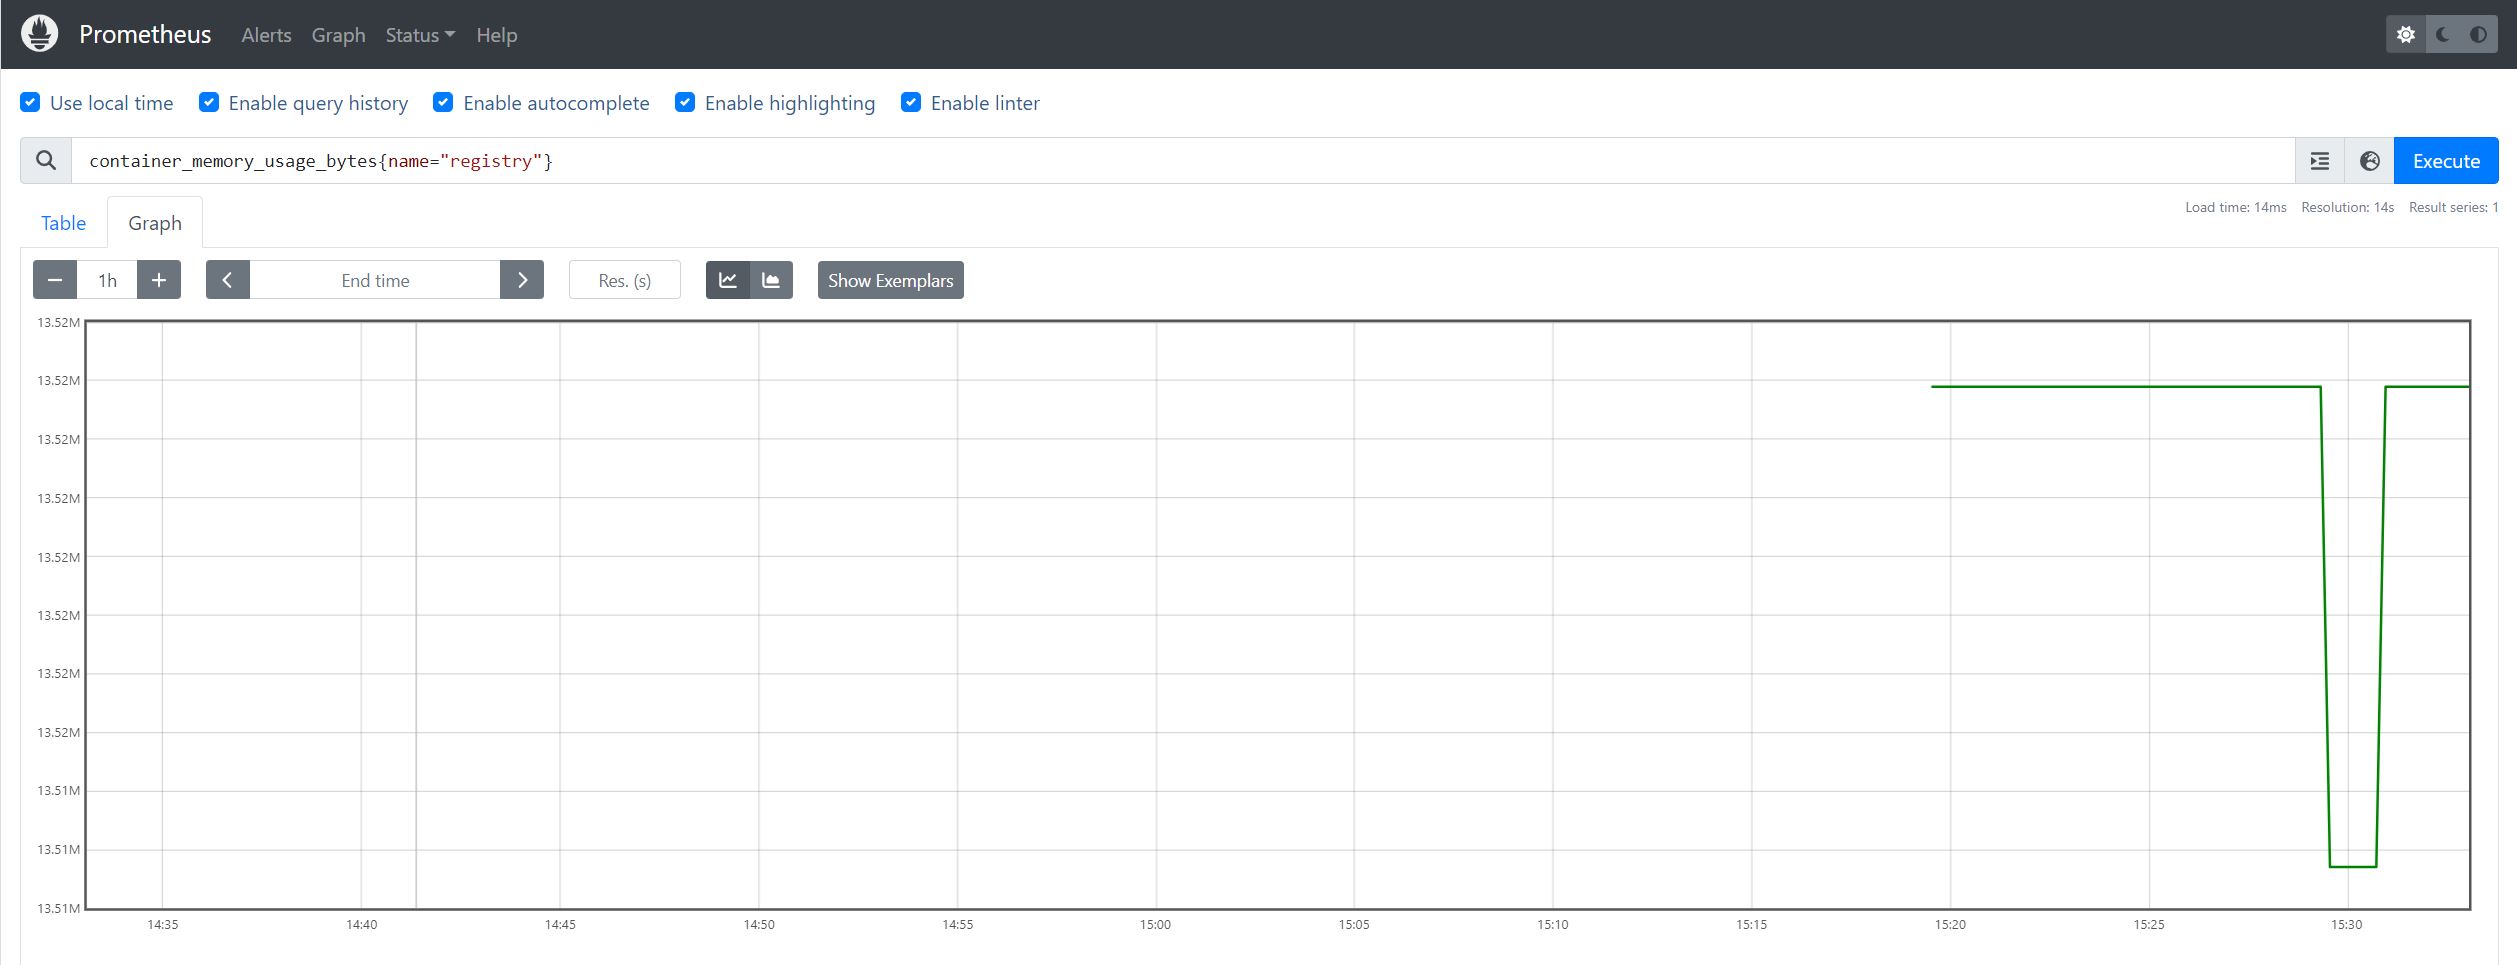 Prometheus Alerts Graph Status Help
Use local time Enable query history Enable autocomplete Enable highlighting Enable linter
container_memory_usage_bytes{name="registry"} Execute
Table Graph Load time: 14ms Resolution: 14s Result series: 1
1h End time Res. (s) Show Exemplars
13.52M
13.52M
13.52M
13.52M
13.52M
13.52M
13.52M
13.52M
13.51M
13.51M
13.51M
14:35 14:40 14:45 14:50 14:55 15:00 15:05 15:10 15:15 15:20 15:25 15:30